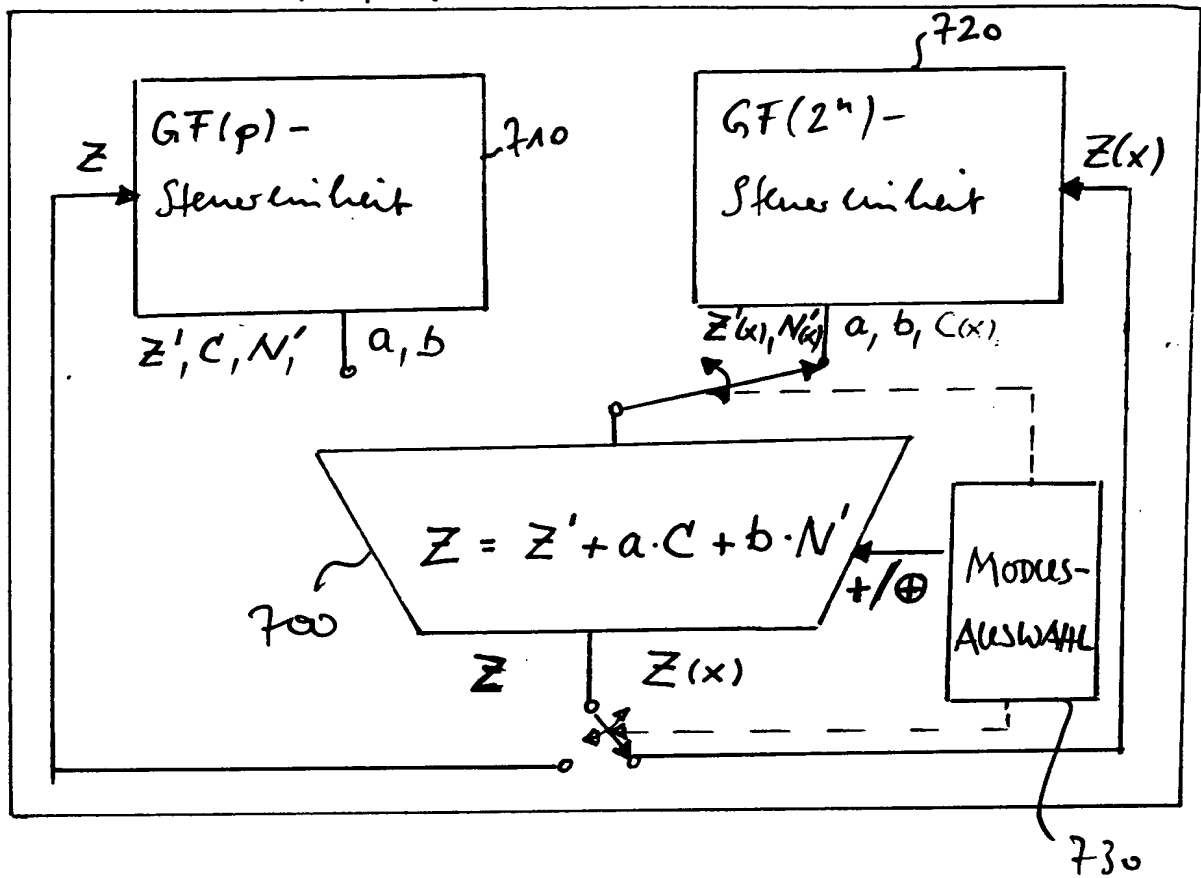 720
GF(p)-
Steuereinheit
710
Z
GF(2ⁿ)-
Steuereinheit
Z(x)
Z', C, N,'
a, b
Z'(x), N'(x)
a, b, C(x)
Z = Z' + a·C + b·N'
+/⊕
MODUS-
AUSWAHL
700
Z
Z(x)
730